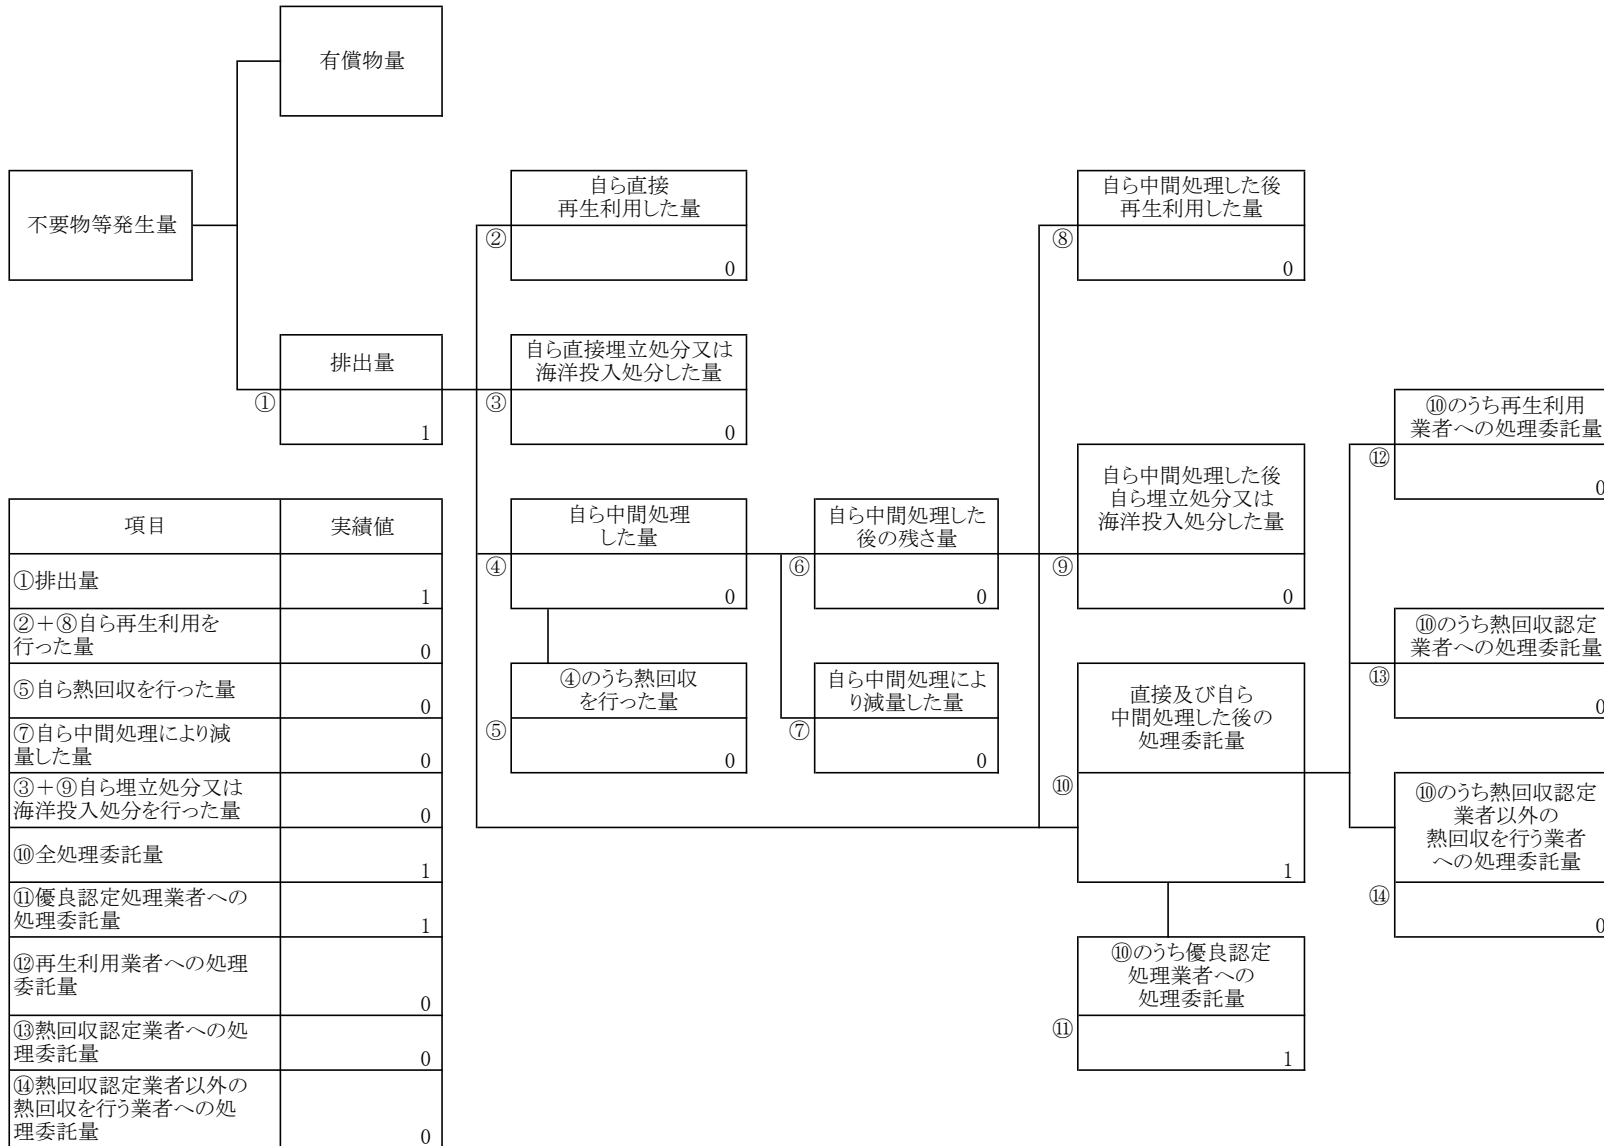 有償物量
不要物等発生量
自ら直接
再生利用した量
②
0
自ら中間処理した後
再生利用した量
⑧
0
排出量
①
1
自ら直接埋立処分又は
海洋投入処分した量
③
0
⑩のうち再生利用
業者への処理委託量
⑫
0
自ら中間処理
した量
④
0
自ら中間処理した
後の残さ量
⑥
0
自ら中間処理した後
自ら埋立処分又は
海洋投入処分した量
⑨
0
⑩のうち熱回収認定
業者への処理委託量
⑬
0
④のうち熱回収
を行った量
⑤
0
自ら中間処理によ
り減量した量
⑦
0
直接及び自ら
中間処理した後の
処理委託量
⑩
1
⑩のうち熱回収認定
業者以外の
熱回収を行う業者
への処理委託量
⑭
0
⑩のうち優良認定
処理業者への
処理委託量
⑪
1
項目 実績値
①排出量
1
②+⑧自ら再生利用を
行った量
0
⑤自ら熱回収を行った量
0
⑦自ら中間処理により減
量した量
0
③+⑨自ら埋立処分又は
海洋投入処分を行った量
0
⑩全処理委託量
1
⑪優良認定処理業者への
処理委託量
1
⑫再生利用業者への処理
委託量
0
⑬熱回収認定業者への処
理委託量
0
⑭熱回収認定業者以外の
熱回収を行う業者への処
理委託量
0